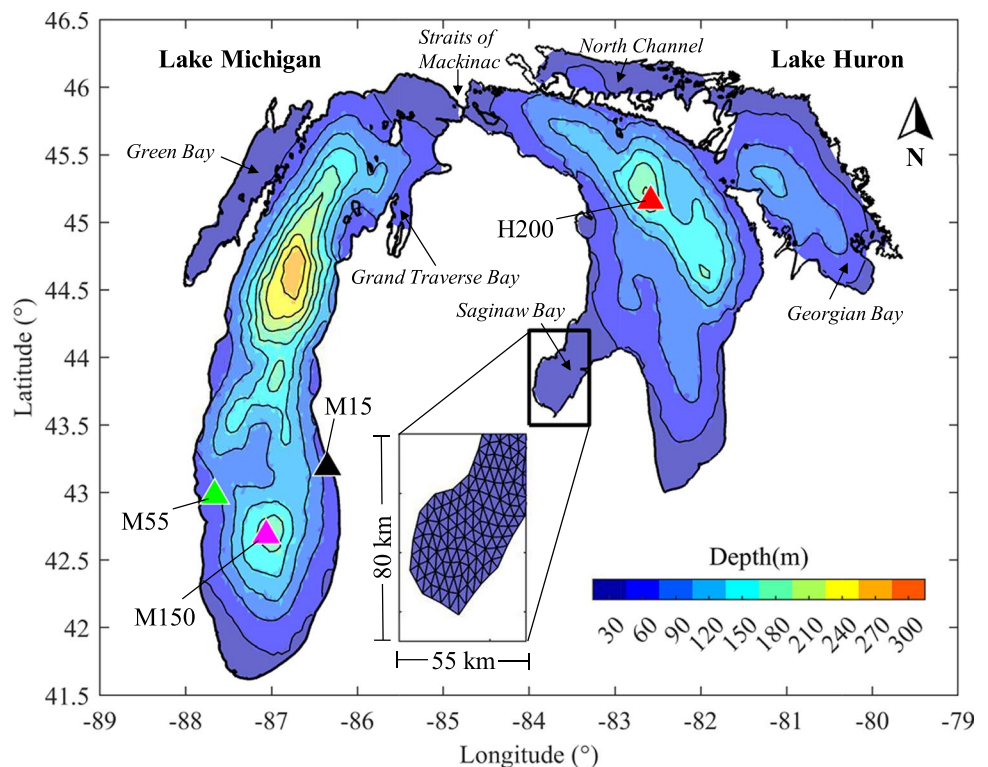 46.5
46
45.5
45
44.5
44
43.5
43
42.5
42
41.5
Latitude (°)
Lake Michigan
Straits of
Mackinac
North Channel
Lake Huron
Green Bay
N
H200
Grand Traverse Bay
Saginaw Bay
Georgian Bay
M15
M55
M150
80 km
55 km
Depth(m)
30 60 90 120 150 180 210 240 270 300
-89 -88 -87 -86 -85 -84 -83 -82 -81 -80 -79
Longitude (°)